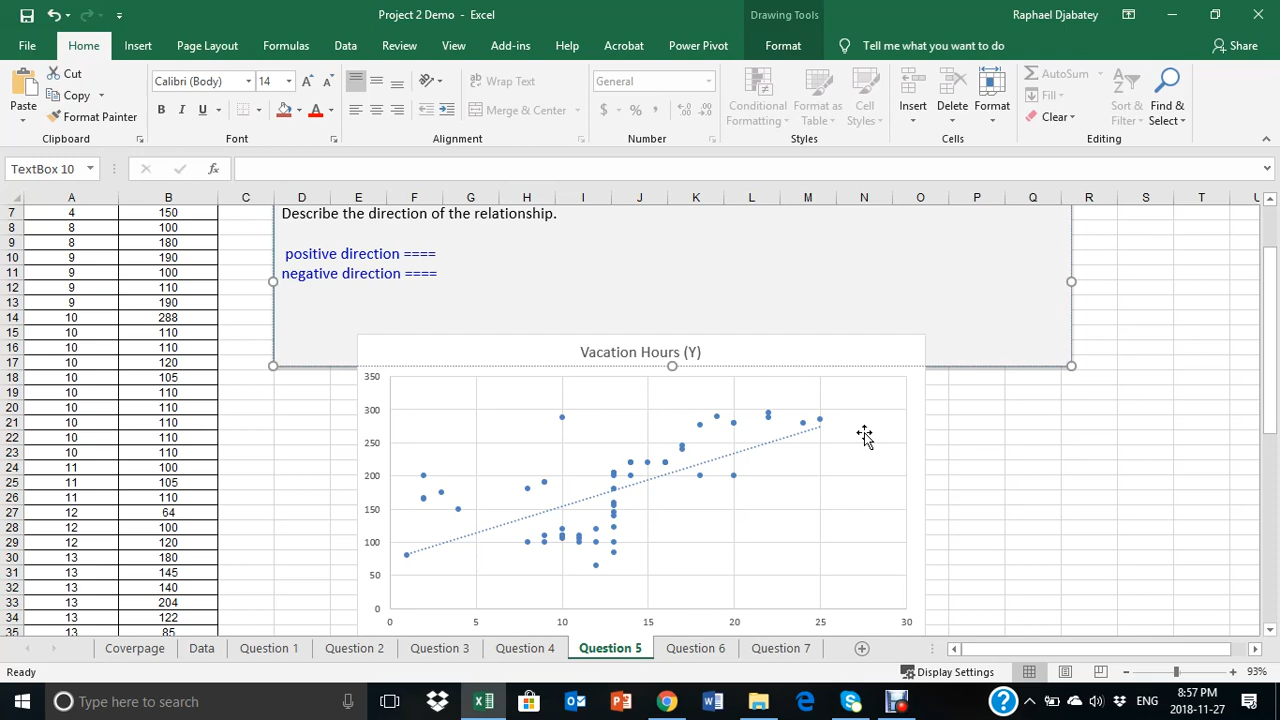 Project 2 Demo - Excel
Drawing Tools
Raphael Djabatey
File Home Insert Page Layout Formulas Data Review View Add-ins Help Acrobat Power Pivot Format Tell me what you want to do Share
Paste
Cut
Copy
Format Painter
Clipboard
Calibri (Body) 14
B I U
Font
Wrap Text
Merge & Center
Alignment
General
$ % ,
Number
Conditional Formatting
Format as Table
Cell Styles
Styles
Insert Delete Format
Cells
AutoSum
Fill
Clear
Sort & Filter
Find & Select
Editing
TextBox 10
fx
A B C D E F G H I J K L M N O P Q R S T U
7 4 150
8 8 100
9 8 180
10 9 190
11 9 100
12 9 110
13 9 190
14 10 288
15 10 110
16 10 110
17 10 120
18 10 105
19 10 110
20 10 110
21 10 110
22 10 110
23 10 110
24 11 100
25 11 105
26 11 110
27 12 64
28 12 100
29 12 120
30 13 180
31 13 145
32 13 140
33 13 204
34 13 122
35 13 85
Describe the direction of the relationship.
positive direction ====
negative direction ====
Vacation Hours (Y)
350
300
250
200
150
100
50
0
0 5 10 15 20 25 30
Coverpage Data Question 1 Question 2 Question 3 Question 4 Question 5 Question 6 Question 7
Ready
Display Settings
93%
Type here to search
ENG
8:57 PM
2018-11-27